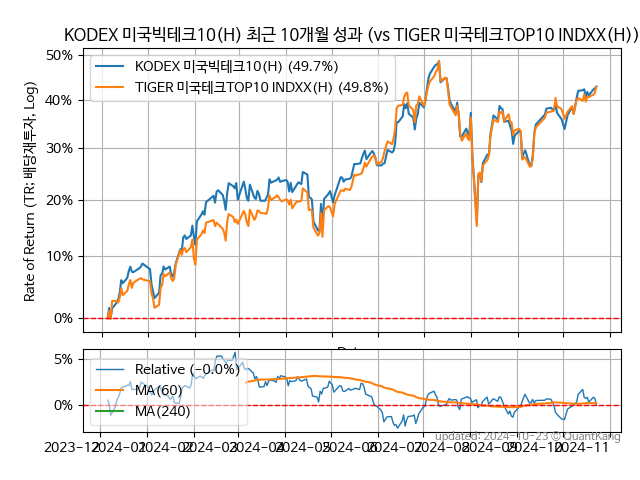 KODEX 미국빅테크10(H) 최근 10개월 성과 (vs TIGER 미국테크TOP10 INDXX(H))
50%
40%
30%
20%
10%
0%
Rate of Return (TR: 배당재투자, Log)
KODEX 미국빅테크10(H) (49.7%)
TIGER 미국테크TOP10 INDXX(H) (49.8%)
5%
0%
Relative (-0.0%)
MA(60)
MA(240)
updated: 2024-10-23 © QuantKang
2023-12 2024-01 2024-02 2024-03 2024-04 2024-05 2024-06 2024-07 2024-08 2024-09 2024-10 2024-11